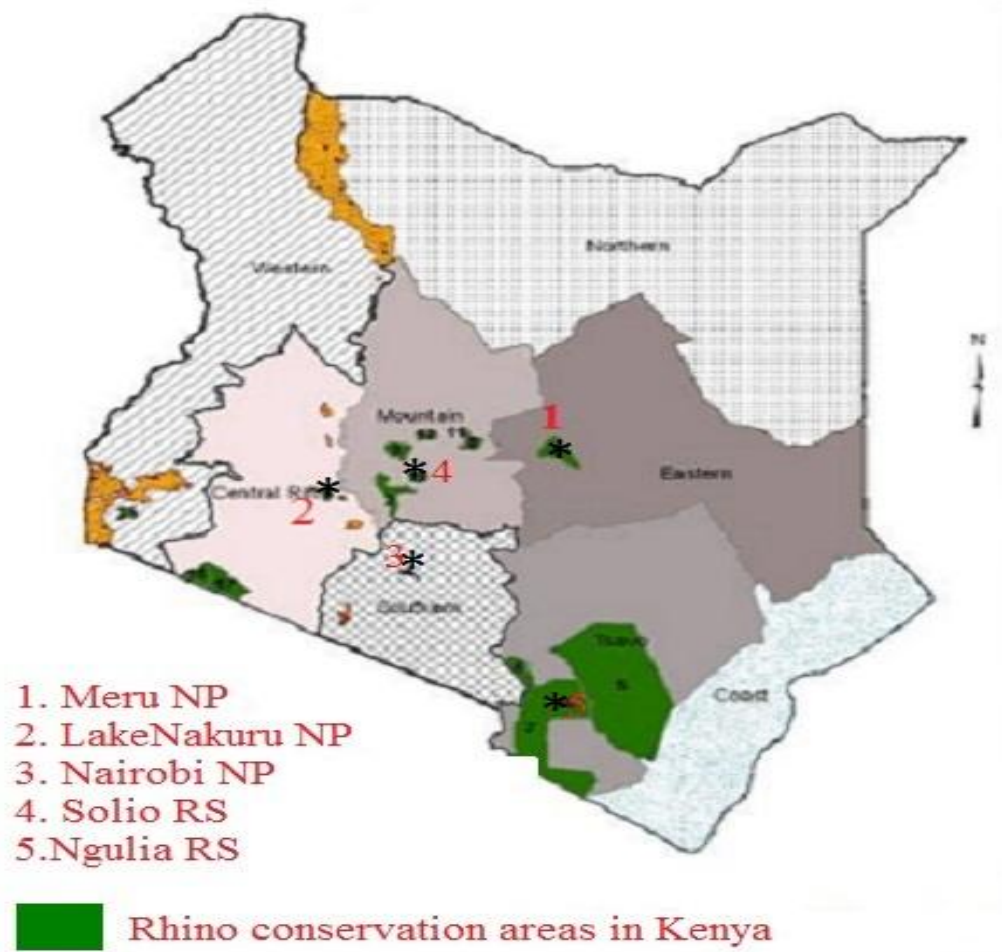 Northern
Western
N
Mountain
1
Eastern
4
Central Rift
2
3
Southern
Tsavo
5
Coast
1. Meru NP
2. LakeNakuru NP
3. Nairobi NP
4. Solio RS
5.Ngulia RS
Rhino conservation areas in Kenya